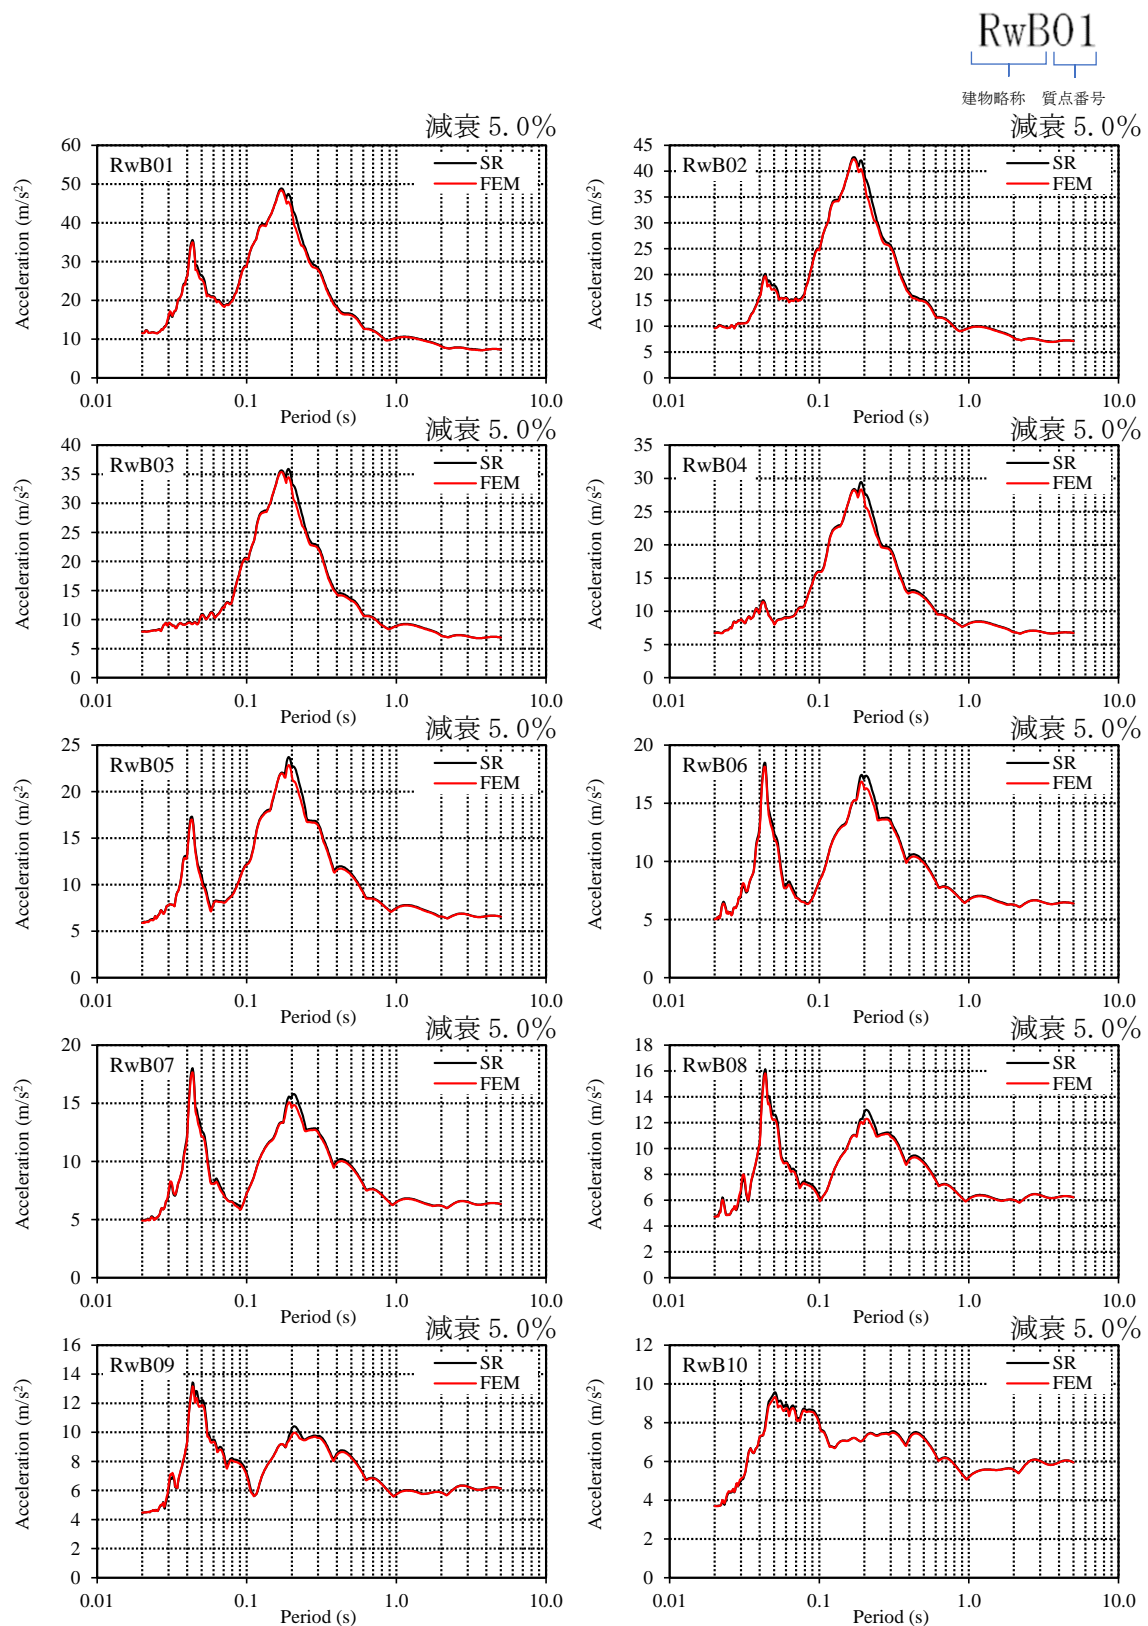 RwB01
建物略称 質点番号
減衰 5.0%
RwB01
SR
FEM
Acceleration (m/s²)
60
50
40
30
20
10
0
0.01 0.1 1.0 10.0
Period (s)
減衰 5.0%
RwB02
SR
FEM
Acceleration (m/s²)
45
40
35
30
25
20
15
10
5
0
0.01 0.1 1.0 10.0
Period (s)
減衰 5.0%
RwB03
SR
FEM
Acceleration (m/s²)
40
35
30
25
20
15
10
5
0
0.01 0.1 1.0 10.0
Period (s)
減衰 5.0%
RwB04
SR
FEM
Acceleration (m/s²)
35
30
25
20
15
10
5
0
0.01 0.1 1.0 10.0
Period (s)
減衰 5.0%
RwB05
SR
FEM
Acceleration (m/s²)
25
20
15
10
5
0
0.01 0.1 1.0 10.0
Period (s)
減衰 5.0%
RwB06
SR
FEM
Acceleration (m/s²)
20
15
10
5
0
0.01 0.1 1.0 10.0
Period (s)
減衰 5.0%
RwB07
SR
FEM
Acceleration (m/s²)
20
15
10
5
0
0.01 0.1 1.0 10.0
Period (s)
減衰 5.0%
RwB08
SR
FEM
Acceleration (m/s²)
18
16
14
12
10
8
6
4
2
0
0.01 0.1 1.0 10.0
Period (s)
減衰 5.0%
RwB09
SR
FEM
Acceleration (m/s²)
16
14
12
10
8
6
4
2
0
0.01 0.1 1.0 10.0
Period (s)
減衰 5.0%
RwB10
SR
FEM
Acceleration (m/s²)
12
10
8
6
4
2
0
0.01 0.1 1.0 10.0
Period (s)